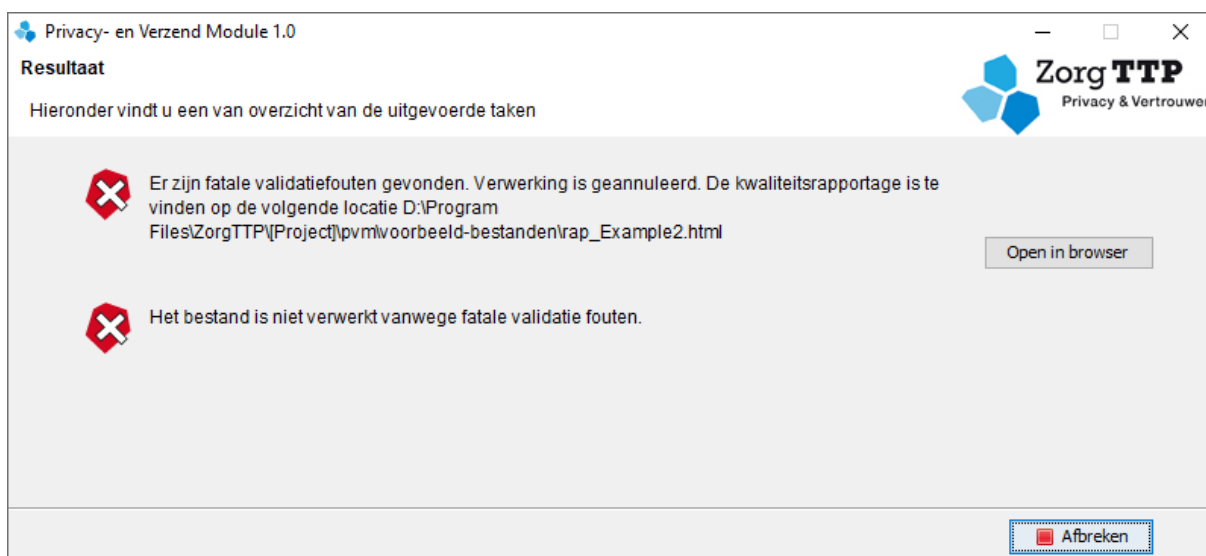 Privacy- en Verzend Module 1.0
Resultaat
Hieronder vindt u een van overzicht van de uitgevoerde taken
Zorg TTP
Privacy & Vertrouwen
Er zijn fatale validatiefouten gevonden. Verwerking is geannuleerd. De kwaliteitsrapportage is te
vinden op de volgende locatie D:\Program
Files\ZorgTTP\[Project]\pvm\voorbeeld-bestanden\rap_Example2.html
Open in browser
Het bestand is niet verwerkt vanwege fatale validatie fouten.
Afbreken